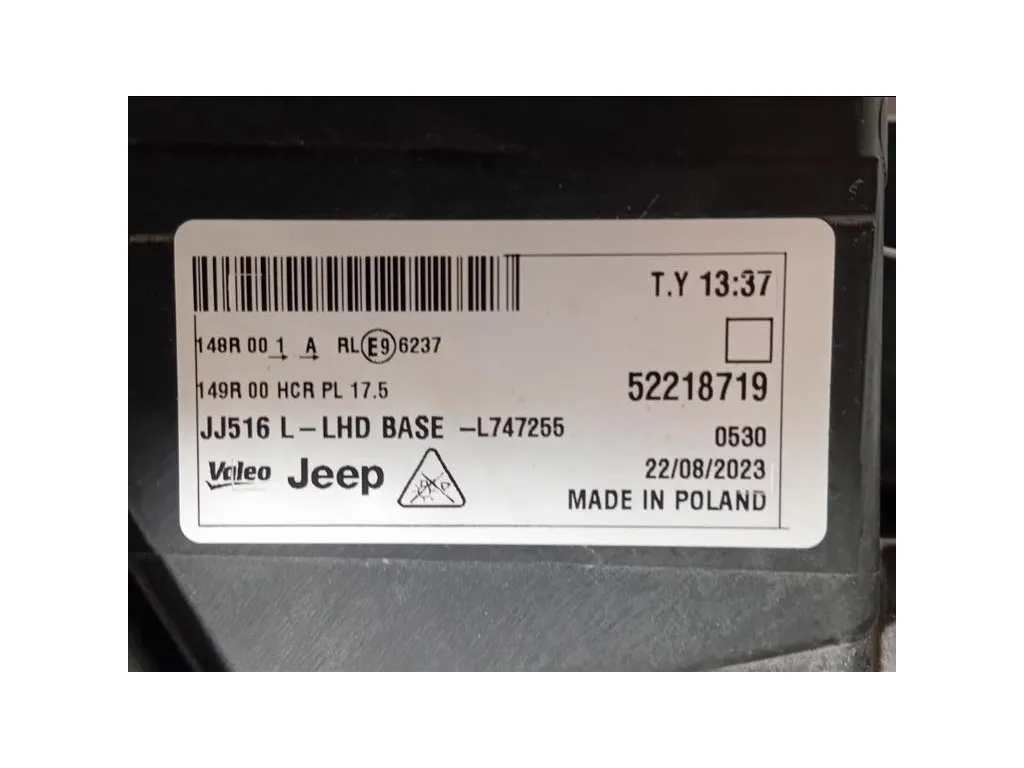 T.Y 13:37
148R 00 1 A RL E9 6237
149R 00 HCR PL 17.5
52218719
JJ516 L-LHD BASE -L747255
0530
Valeo Jeep
22/08/2023
MADE IN POLAND